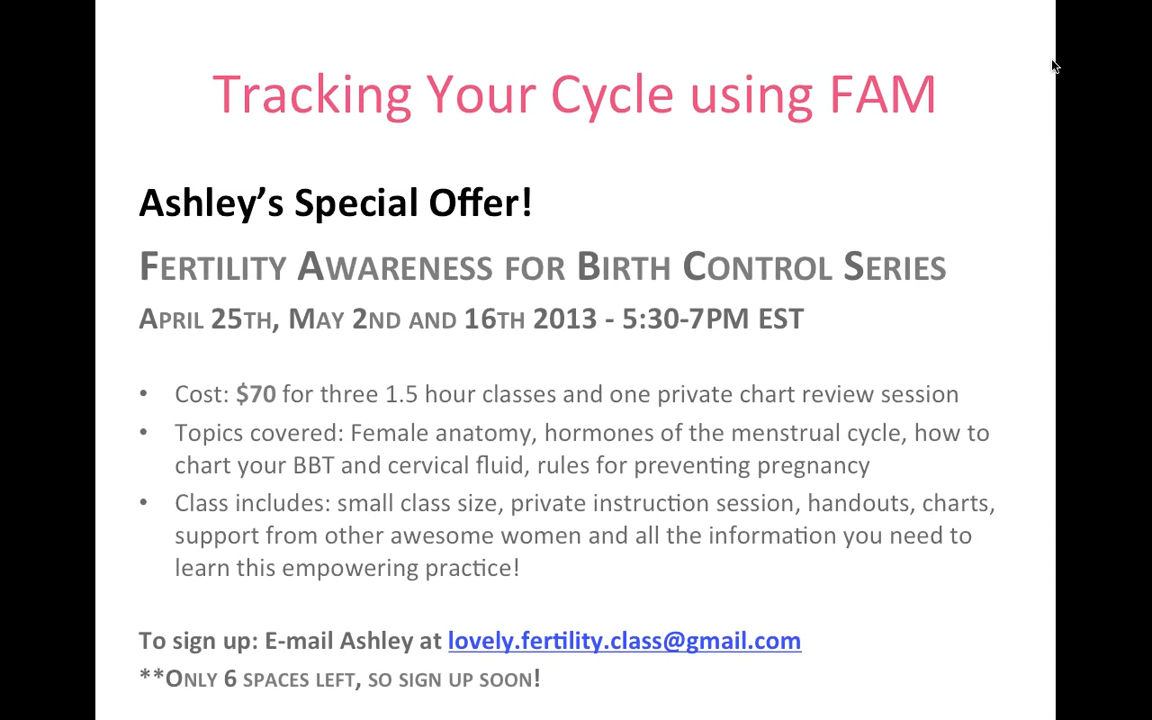 Tracking Your Cycle using FAM
Ashley’s Special Offer!
FERTILITY AWARENESS FOR BIRTH CONTROL SERIES
APRIL 25TH, MAY 2ND AND 16TH 2013 - 5:30-7PM EST
• Cost: $70 for three 1.5 hour classes and one private chart review session
• Topics covered: Female anatomy, hormones of the menstrual cycle, how to
chart your BBT and cervical fluid, rules for preventing pregnancy
• Class includes: small class size, private instruction session, handouts, charts,
support from other awesome women and all the information you need to
learn this empowering practice!
To sign up: E-mail Ashley at lovely.fertility.class@gmail.com
**ONLY 6 SPACES LEFT, SO SIGN UP SOON!